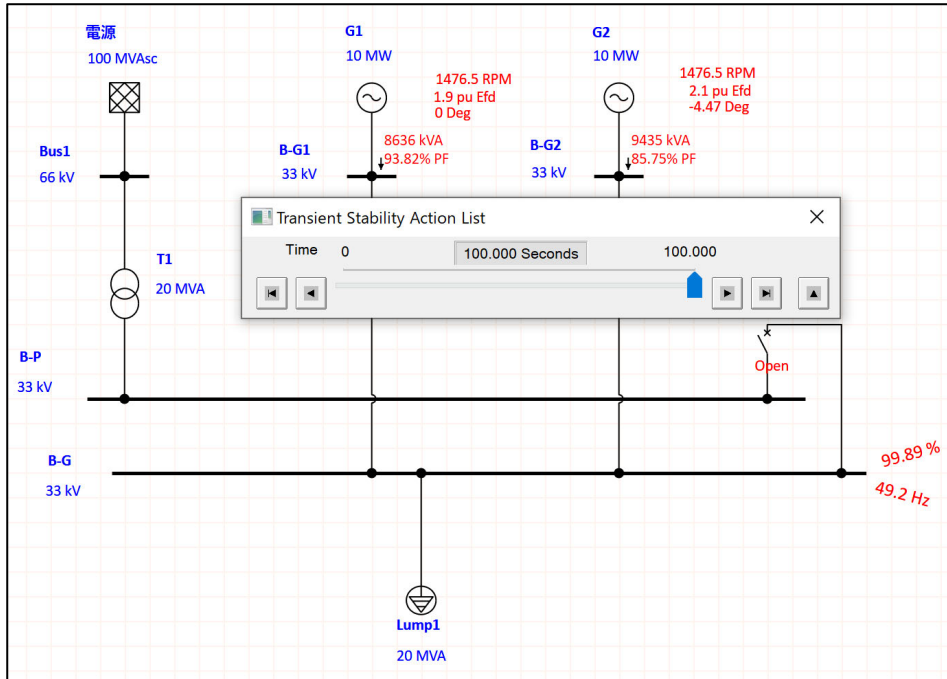 電源
100 MVAsc
G1
10 MW
G2
10 MW
1476.5 RPM
1.9 pu Efd
0 Deg
1476.5 RPM
2.1 pu Efd
-4.47 Deg
Bus1
66 kV
B-G1
33 kV
8636 kVA
93.82% PF
B-G2
33 kV
9435 kVA
85.75% PF
Transient Stability Action List
Time 0 100.000 Seconds 100.000
T1
20 MVA
Open
B-P
33 kV
B-G
33 kV
99.89 %
49.2 Hz
Lump1
20 MVA